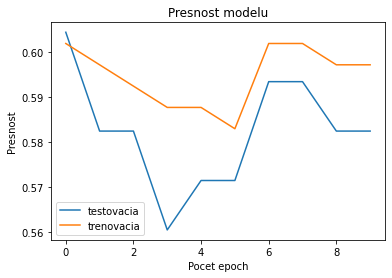 Presnost modelu
Presnost
0.60
0.59
0.58
0.57
0.56
testovacia
trenovacia
0 2 4 6 8
Pocet epoch